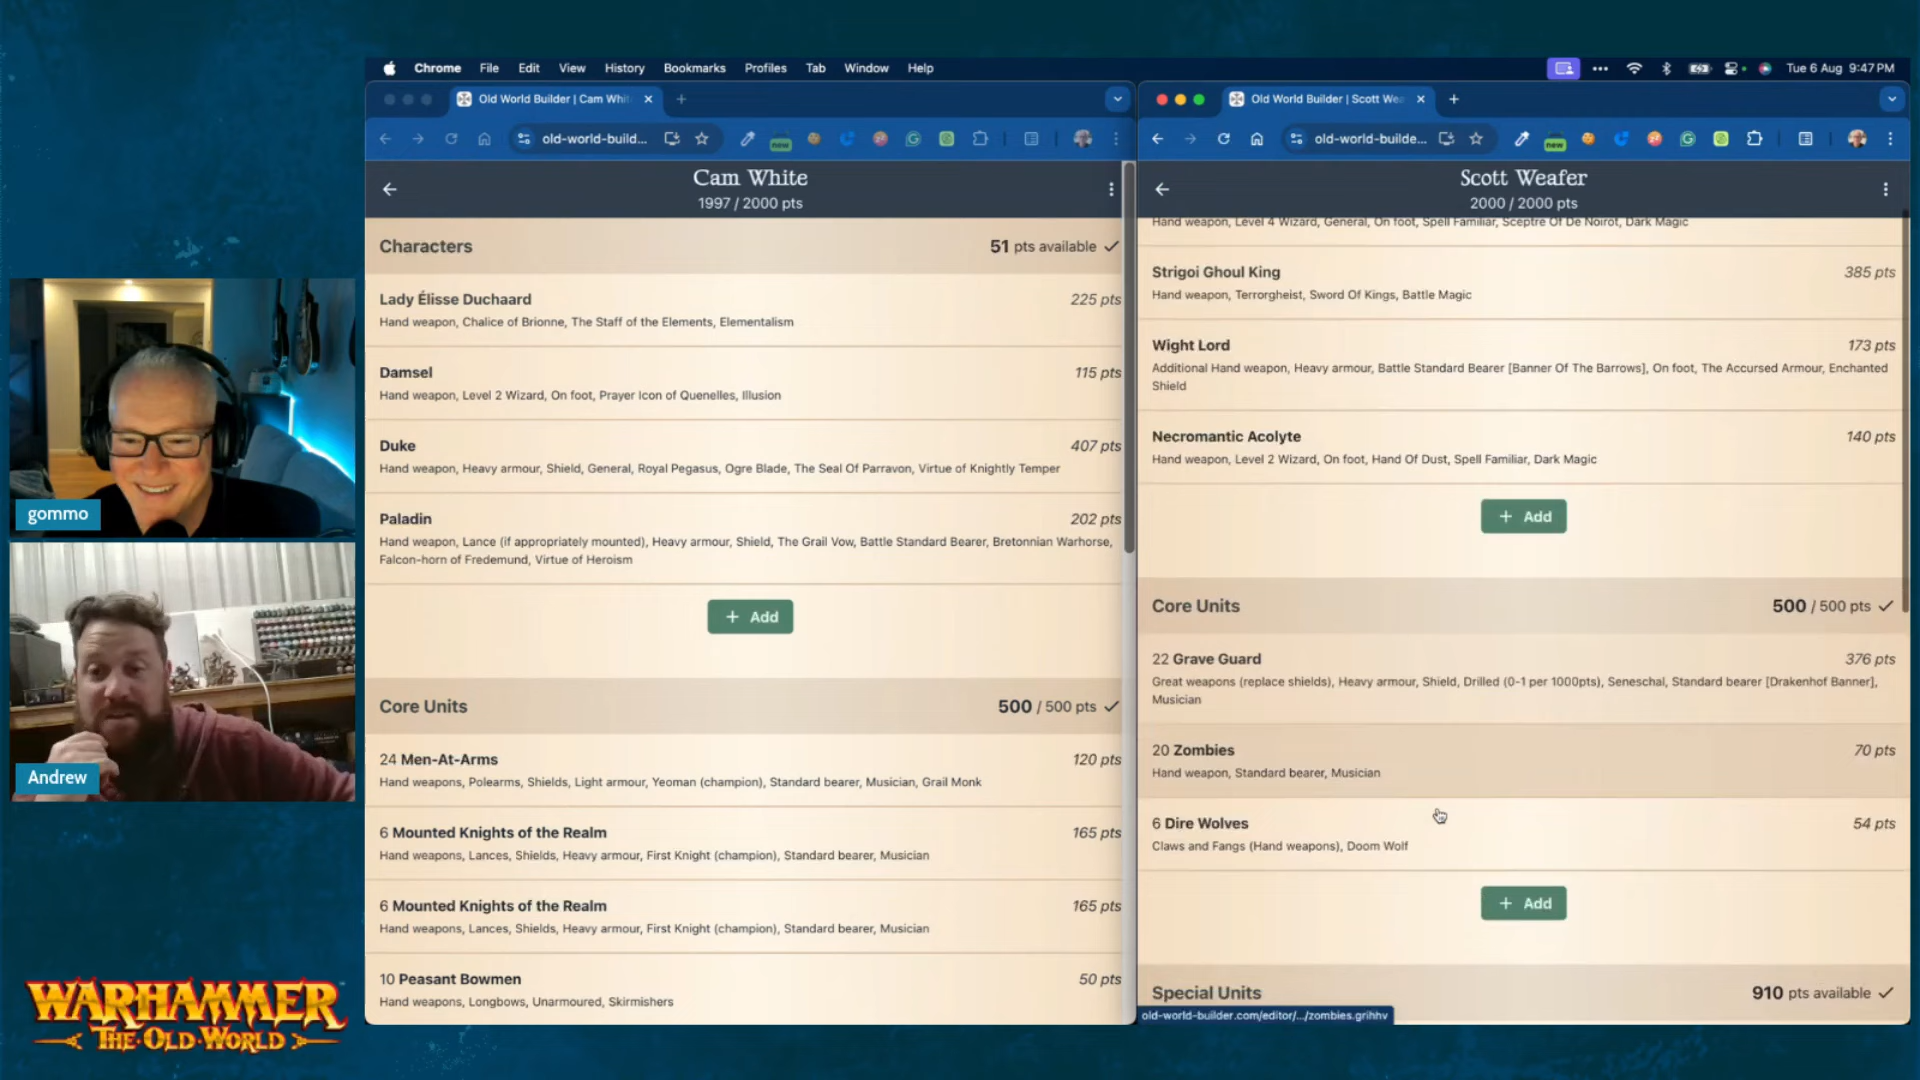 Chrome File Edit View History Bookmarks Profiles Tab Window Help
Tue 6 Aug 9:47 PM
Old World Builder | Cam Whit
old-world-build...
new
Cam White
1997 / 2000 pts
Characters
51 pts available
Lady Élisse Duchaard
225 pts
Hand weapon, Chalice of Brionne, The Staff of the Elements, Elementalism
Damsel
115 pts
Hand weapon, Level 2 Wizard, On foot, Prayer Icon of Quenelles, Illusion
Duke
407 pts
Hand weapon, Heavy armour, Shield, General, Royal Pegasus, Ogre Blade, The Seal Of Parravon, Virtue of Knightly Temper
Paladin
202 pts
Hand weapon, Lance (if appropriately mounted), Heavy armour, Shield, The Grail Vow, Battle Standard Bearer, Bretonnian Warhorse,
Falcon-horn of Fredemund, Virtue of Heroism
+ Add
Core Units
500 / 500 pts
24 Men-At-Arms
120 pts
Hand weapons, Polearms, Shields, Light armour, Yeoman (champion), Standard bearer, Musician, Grail Monk
6 Mounted Knights of the Realm
165 pts
Hand weapons, Lances, Shields, Heavy armour, First Knight (champion), Standard bearer, Musician
6 Mounted Knights of the Realm
165 pts
Hand weapons, Lances, Shields, Heavy armour, First Knight (champion), Standard bearer, Musician
10 Peasant Bowmen
50 pts
Hand weapons, Longbows, Unarmoured, Skirmishers
Old World Builder | Scott Wea
old-world-builde...
new
Scott Weafer
2000 / 2000 pts
Hand weapon, Level 4 Wizard, General, On foot, Spell Familiar, Sceptre Of De Noirot, Dark Magic
Strigoi Ghoul King
385 pts
Hand weapon, Terrorgheist, Sword Of Kings, Battle Magic
Wight Lord
173 pts
Additional Hand weapon, Heavy armour, Battle Standard Bearer [Banner Of The Barrows], On foot, The Accursed Armour, Enchanted
Shield
Necromantic Acolyte
140 pts
Hand weapon, Level 2 Wizard, On foot, Hand Of Dust, Spell Familiar, Dark Magic
+ Add
Core Units
500 / 500 pts
22 Grave Guard
376 pts
Great weapons (replace shields), Heavy armour, Shield, Drilled (0-1 per 1000pts), Seneschal, Standard bearer [Drakenhof Banner],
Musician
20 Zombies
70 pts
Hand weapon, Standard bearer, Musician
6 Dire Wolves
54 pts
Claws and Fangs (Hand weapons), Doom Wolf
+ Add
Special Units
910 pts available
old-world-builder.com/editor/.../zombies.grihhv
gommo
Andrew
WARHAMMER
THE·OLD·WORLD